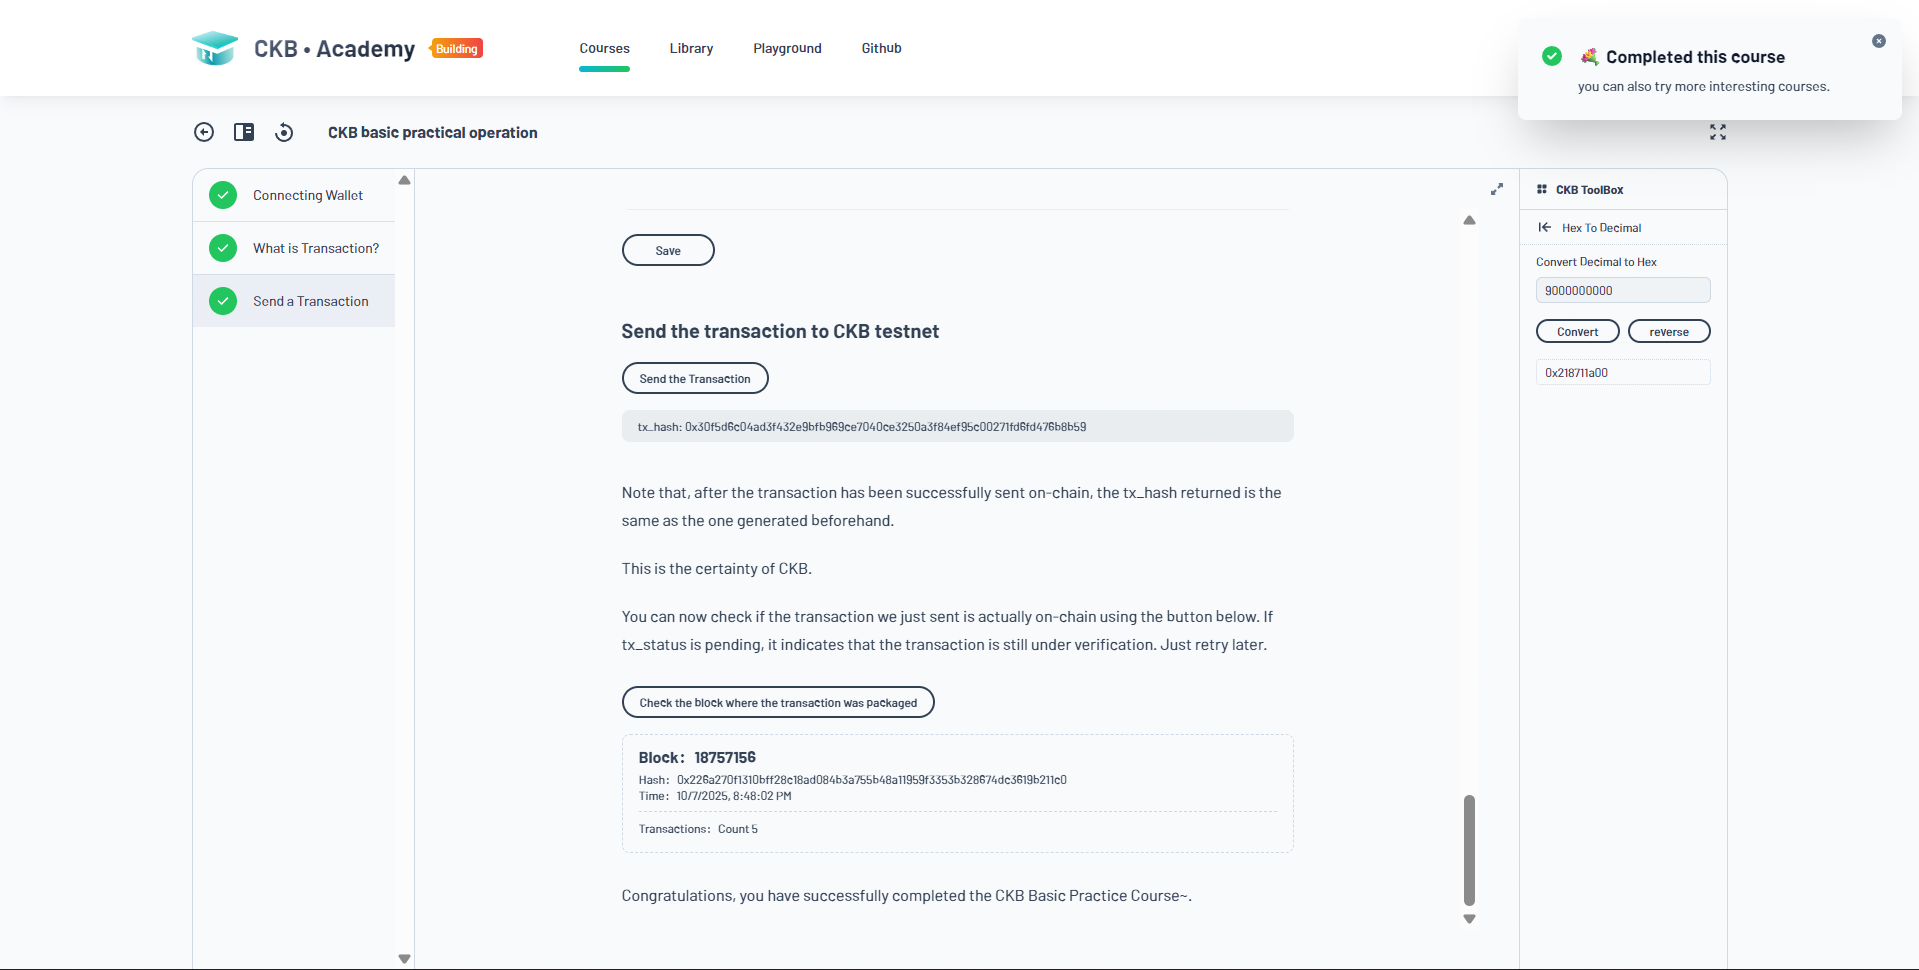 CKB • Academy
Building
Courses
Library
Playground
Github
Completed this course
you can also try more interesting courses.
CKB basic practical operation
Connecting Wallet
What is Transaction?
Send a Transaction
Save
Send the transaction to CKB testnet
Send the Transaction
tx_hash: 0x30f5d6c04ad3f432e9bfb969ce7040ce3250a3f84ef95c00271fd6fd476b8b59
Note that, after the transaction has been successfully sent on-chain, the tx_hash returned is the
same as the one generated beforehand.
This is the certainty of CKB.
You can now check if the transaction we just sent is actually on-chain using the button below. If
tx_status is pending, it indicates that the transaction is still under verification. Just retry later.
Check the block where the transaction was packaged
Block: 18757156
Hash: 0x226a270f1310bff28c18ad084b3a755b48a11959f3353b328674dc3619b211c0
Time: 10/7/2025, 8:48:02 PM
Transactions: Count 5
Congratulations, you have successfully completed the CKB Basic Practice Course~.
CKB ToolBox
Hex To Decimal
Convert Decimal to Hex
9000000000
Convert
reverse
0x218711a00